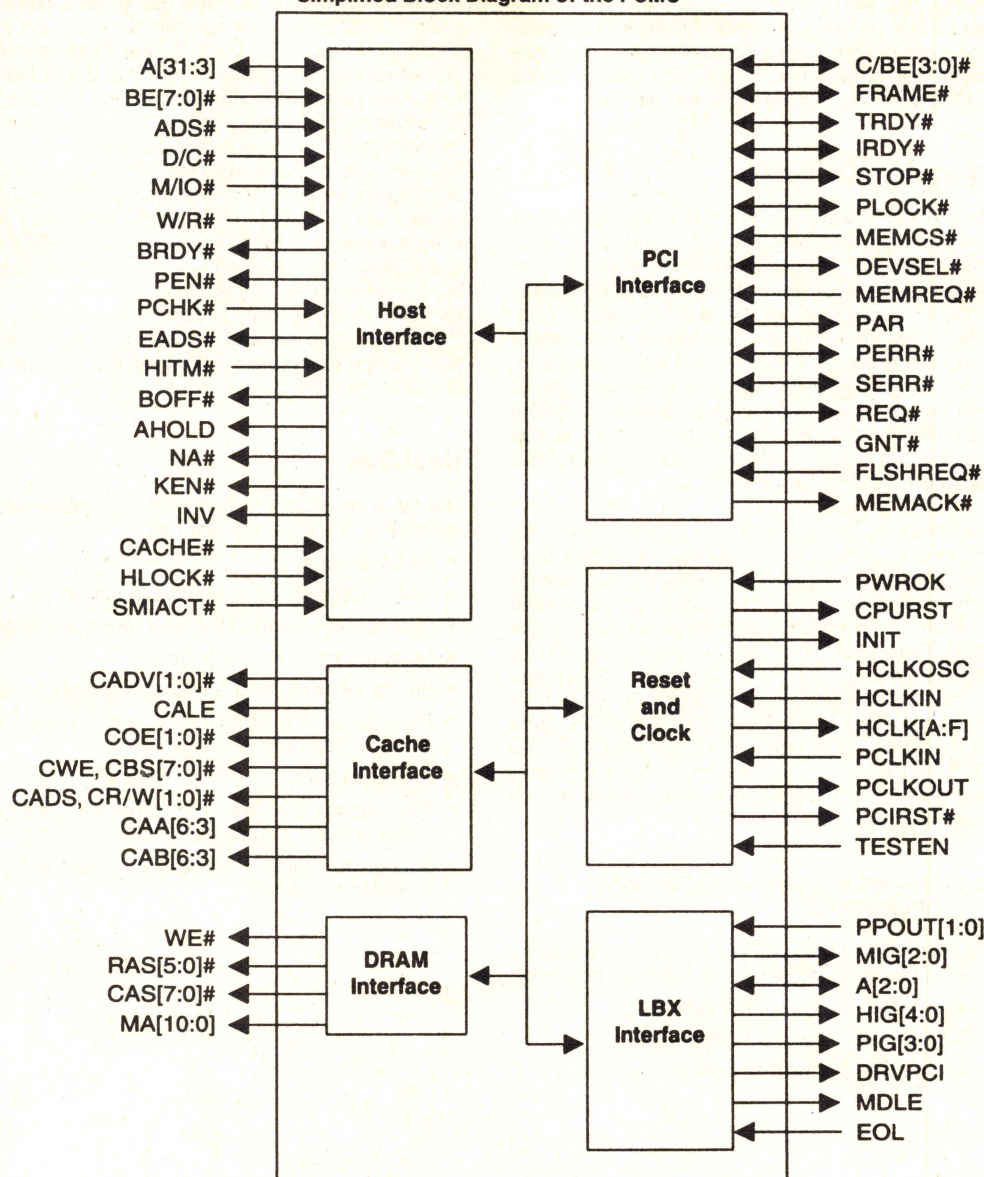 Simplified Block Diagram of the PCMC
A[31:3]
BE[7:0]#
ADS#
D/C#
M/IO#
W/R#
BRDY#
PEN#
PCHK#
EADS#
HITM#
BOFF#
AHOLD
NA#
KEN#
INV
CACHE#
HLOCK#
SMIACT#
Host
Interface
CADV[1:0]#
CALE
COE[1:0]#
CWE, CBS[7:0]#
CADS, CR/W[1:0]#
CAA[6:3]
CAB[6:3]
Cache
Interface
WE#
RAS[5:0]#
CAS[7:0]#
MA[10:0]
DRAM
Interface
PCI
Interface
C/BE[3:0]#
FRAME#
TRDY#
IRDY#
STOP#
PLOCK#
MEMCS#
DEVSEL#
MEMREQ#
PAR
PERR#
SERR#
REQ#
GNT#
FLSHREQ#
MEMACK#
Reset
and
Clock
PWROK
CPURST
INIT
HCLKOSC
HCLKIN
HCLK[A:F]
PCLKIN
PCLKOUT
PCIRST#
TESTEN
LBX
Interface
PPOUT[1:0]
MIG[2:0]
A[2:0]
HIG[4:0]
PIG[3:0]
DRVPCI
MDLE
EOL